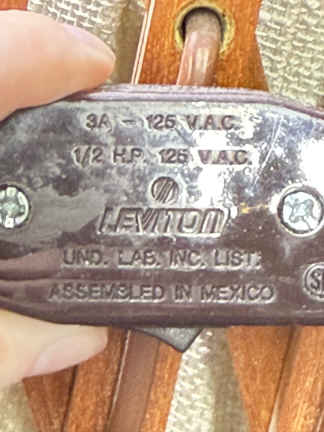 3A - 125 V.A.C.
1/2 H.P. 125 V.A.C.
LEVITON
UND. LAB. INC. LIST.
ASSEMBLED IN MEXICO